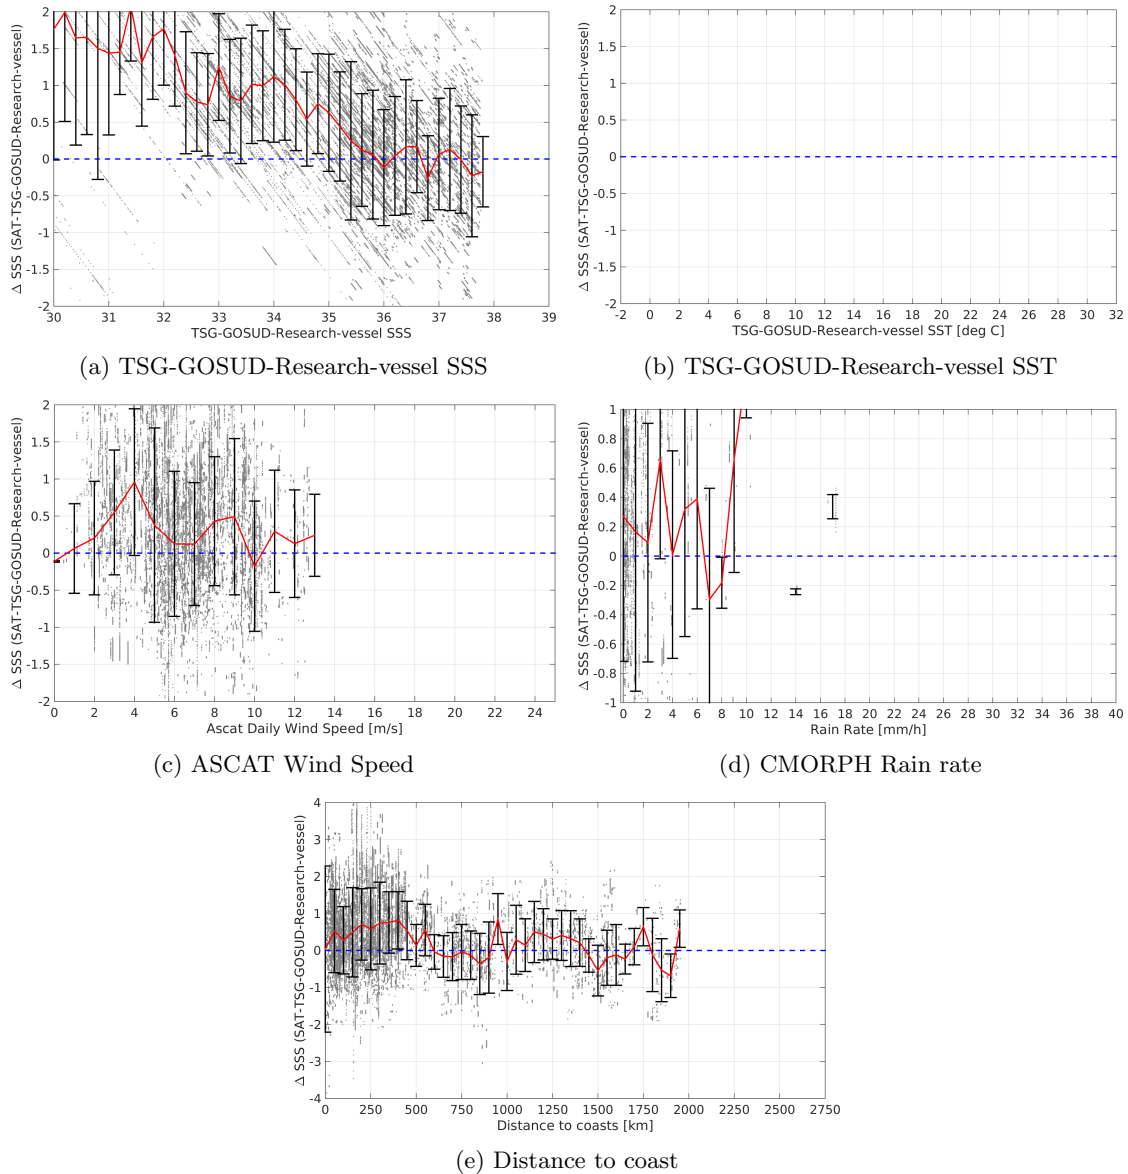 Δ SSS (SAT-TSG-GOSUD-Research-vessel)
2
1.5
1
0.5
0
-0.5
-1
-1.5
-2
30 31 32 33 34 35 36 37 38 39
TSG-GOSUD-Research-vessel SSS
(a) TSG-GOSUD-Research-vessel SSS
Δ SSS (SAT-TSG-GOSUD-Research-vessel)
2
1.5
1
0.5
0
-0.5
-1
-1.5
-2
-2 0 2 4 6 8 10 12 14 16 18 20 22 24 26 28 30 32
TSG-GOSUD-Research-vessel SST [deg C]
(b) TSG-GOSUD-Research-vessel SST
Δ SSS (SAT-TSG-GOSUD-Research-vessel)
2
1.5
1
0.5
0
-0.5
-1
-1.5
-2
0 2 4 6 8 10 12 14 16 18 20 22 24
Ascat Daily Wind Speed [m/s]
(c) ASCAT Wind Speed
Δ SSS (SAT-TSG-GOSUD-Research-vessel)
1
0.8
0.6
0.4
0.2
0
-0.2
-0.4
-0.6
-0.8
-1
0 2 4 6 8 10 12 14 16 18 20 22 24 26 28 30 32 34 36 38 40
Rain Rate [mm/h]
(d) CMORPH Rain rate
Δ SSS (SAT-TSG-GOSUD-Research-vessel)
4
3
2
1
0
-1
-2
-3
-4
0 250 500 750 1000 1250 1500 1750 2000 2250 2500 2750
Distance to coasts [km]
(e) Distance to coast